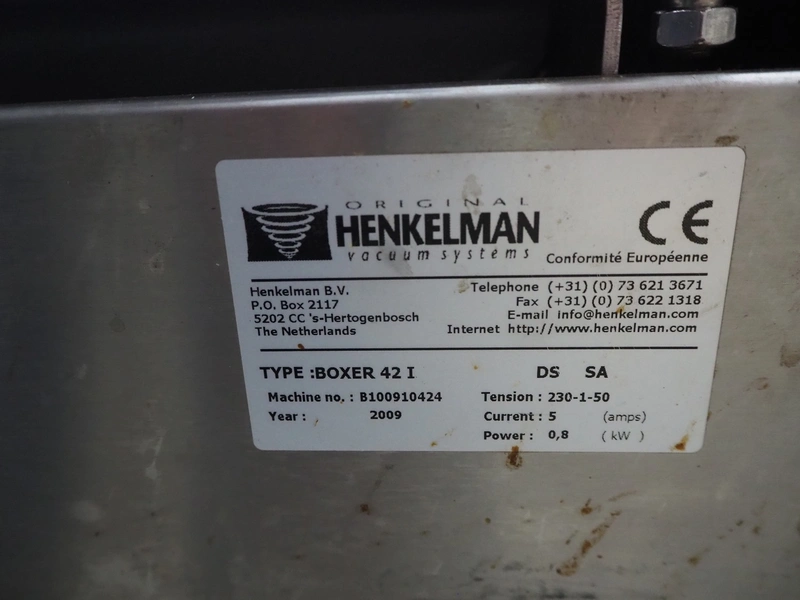 ORIGINAL
HENKELMAN
vacuum systems
CE
Conformité Européenne
Henkelman B.V.
P.O. Box 2117
5202 CC 's-Hertogenbosch
The Netherlands
Telephone (+31) (0) 73 621 3671
Fax (+31) (0) 73 622 1318
E-mail info@henkelman.com
Internet http://www.henkelman.com
TYPE :BOXER 42 I DS SA
Machine no. : B100910424 Tension : 230-1-50
Year : 2009 Current : 5 (amps)
Power : 0,8 ( kW )